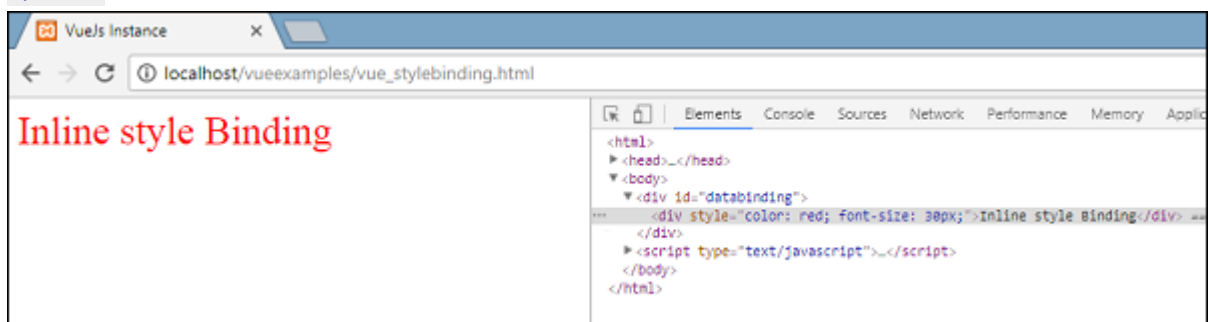 VueJs Instance
localhost/vueexamples/vue_stylebinding.html
Inline style Binding
Elements Console Sources Network Performance Memory Applic
<html>
<head>…</head>
<body>
<div id="databinding">
<div style="color: red; font-size: 30px;">Inline style Binding</div> ==
</div>
<script type="text/javascript">…</script>
</body>
</html>